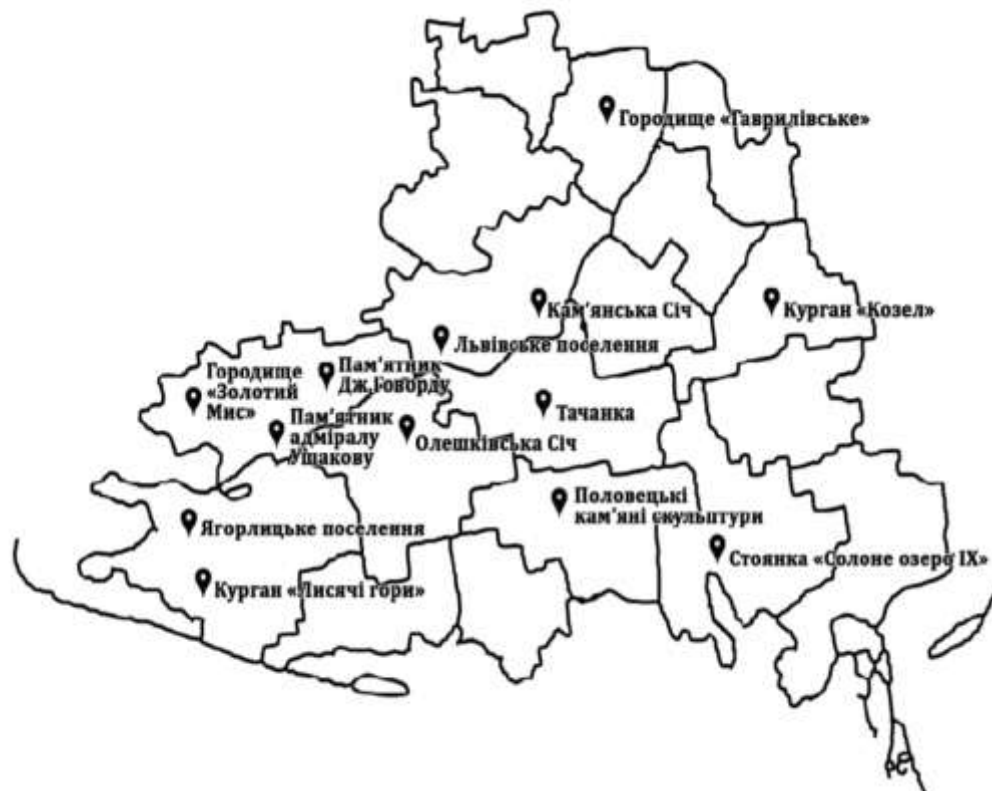 Городище «Гаврилівське»
Кам'янська Січ
Курган «Козел»
Львівське поселення
Пам'ятник
Дж.Говорду
Городище
«Золотий
Мис»
Тачанка
Пам'ятник
адміралу
Ушакову
Олешківська Січ
Половецькі
кам'яні скульптури
Ягорлицьке поселення
Стоянка «Солоне озеро IX»
Курган «Лисячі гори»